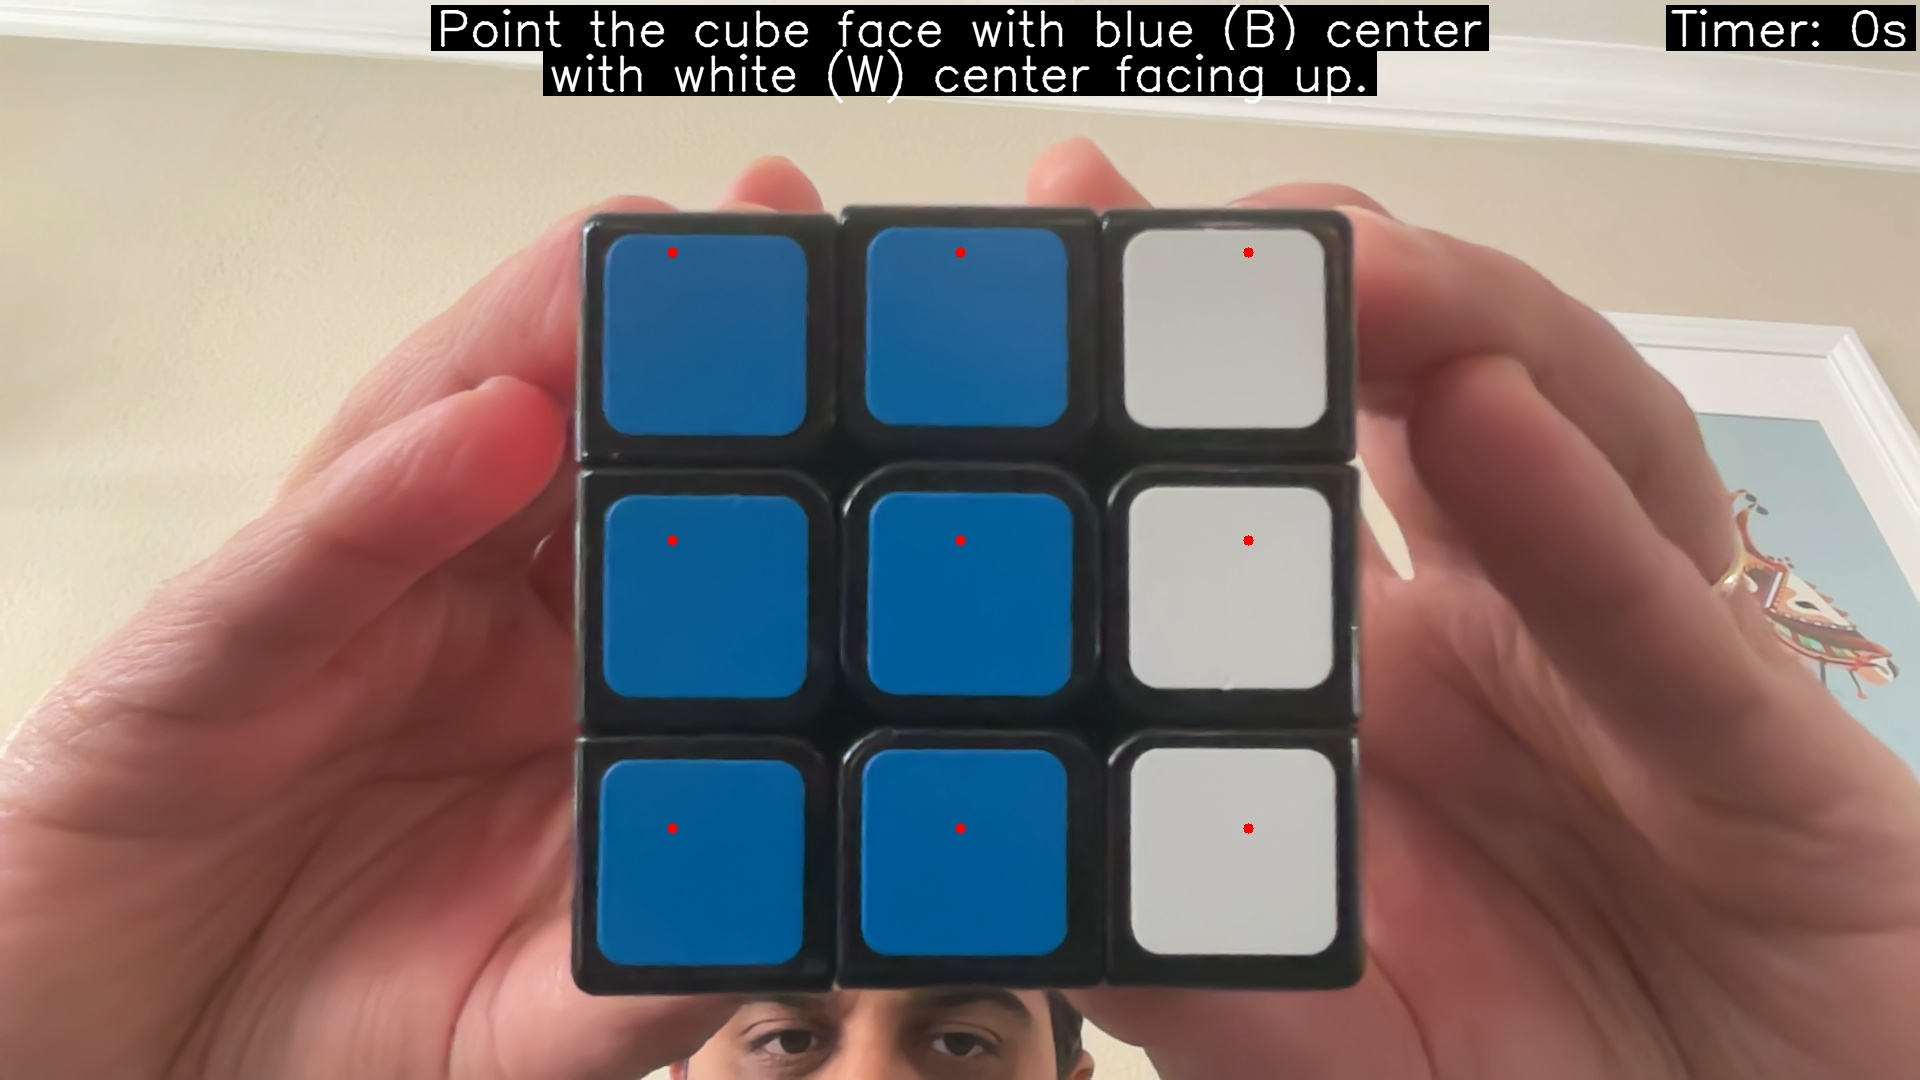 Point the cube face with blue (B) center
with white (W) center facing up.
Timer: 0s